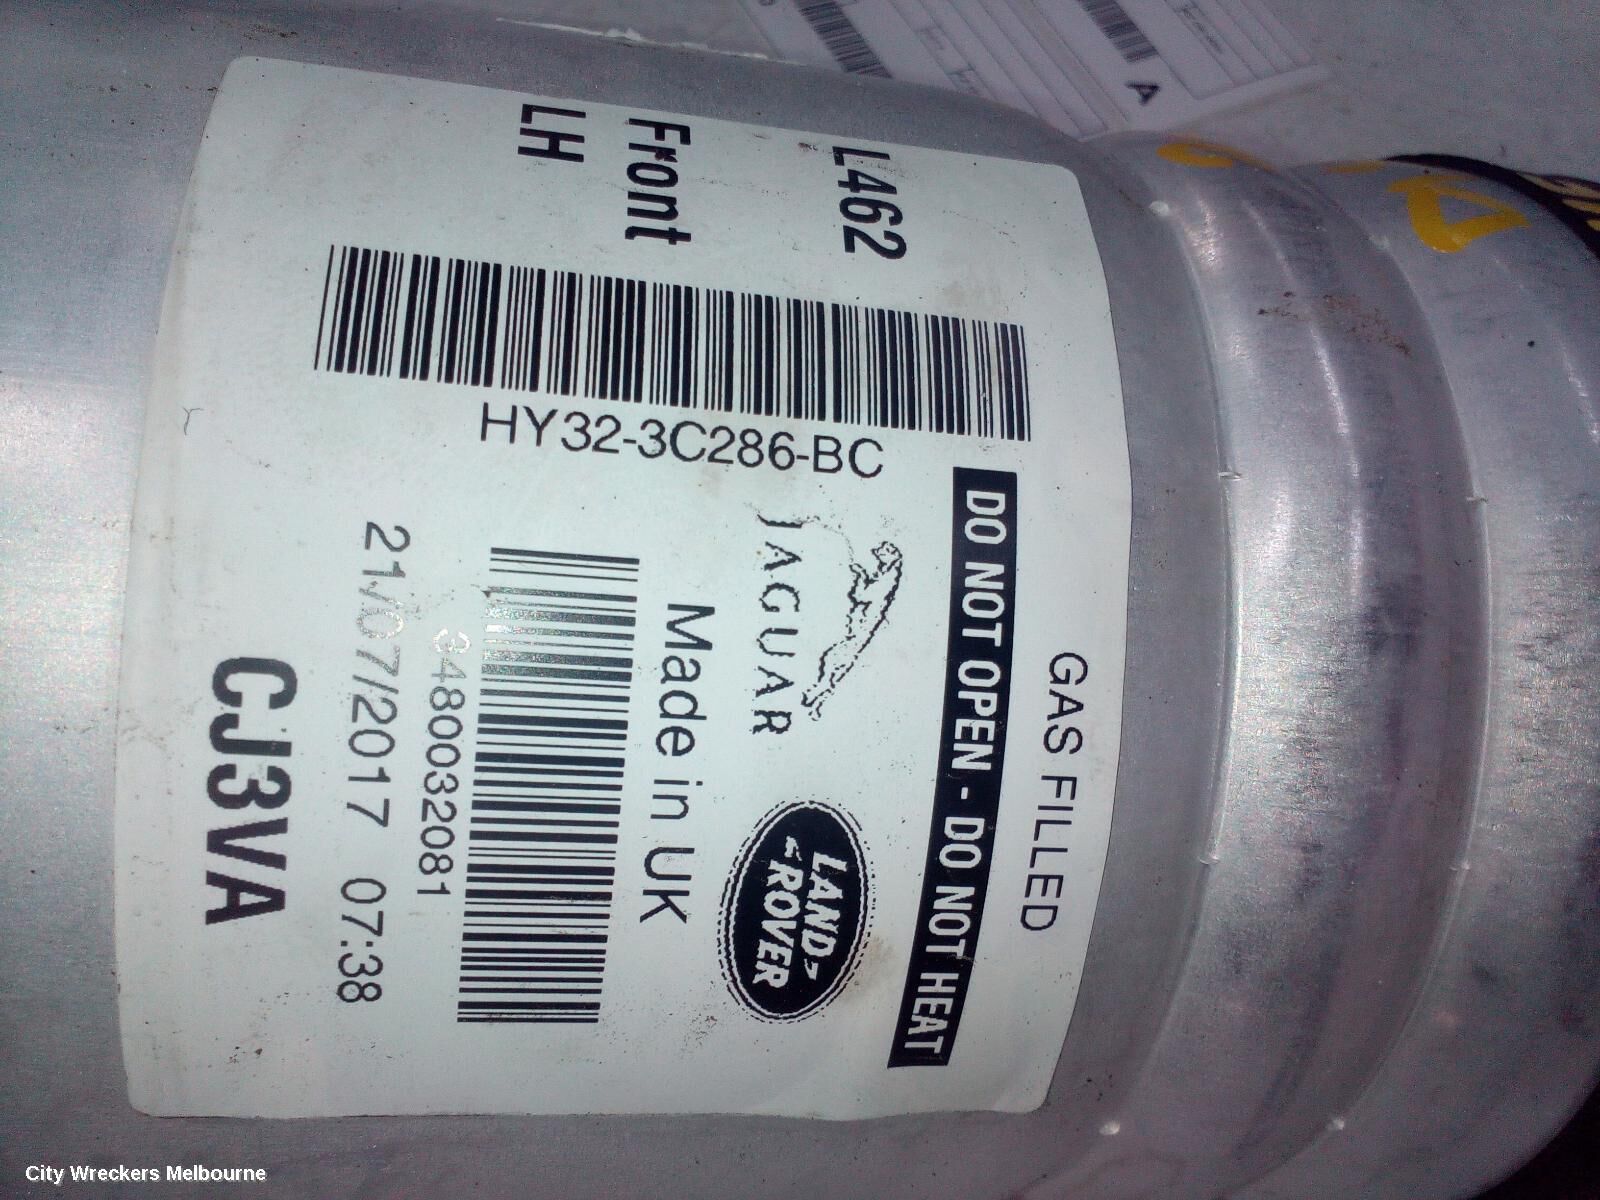 GAS FILLED
DO NOT OPEN - DO NOT HEAT
L462
JAGUAR
LAND
ROVER
Front
LH
HY32-3C286-BC
Made in UK
3480032081
21/07/2017 07:38
CJ3VA
A
City Wreckers Melbourne